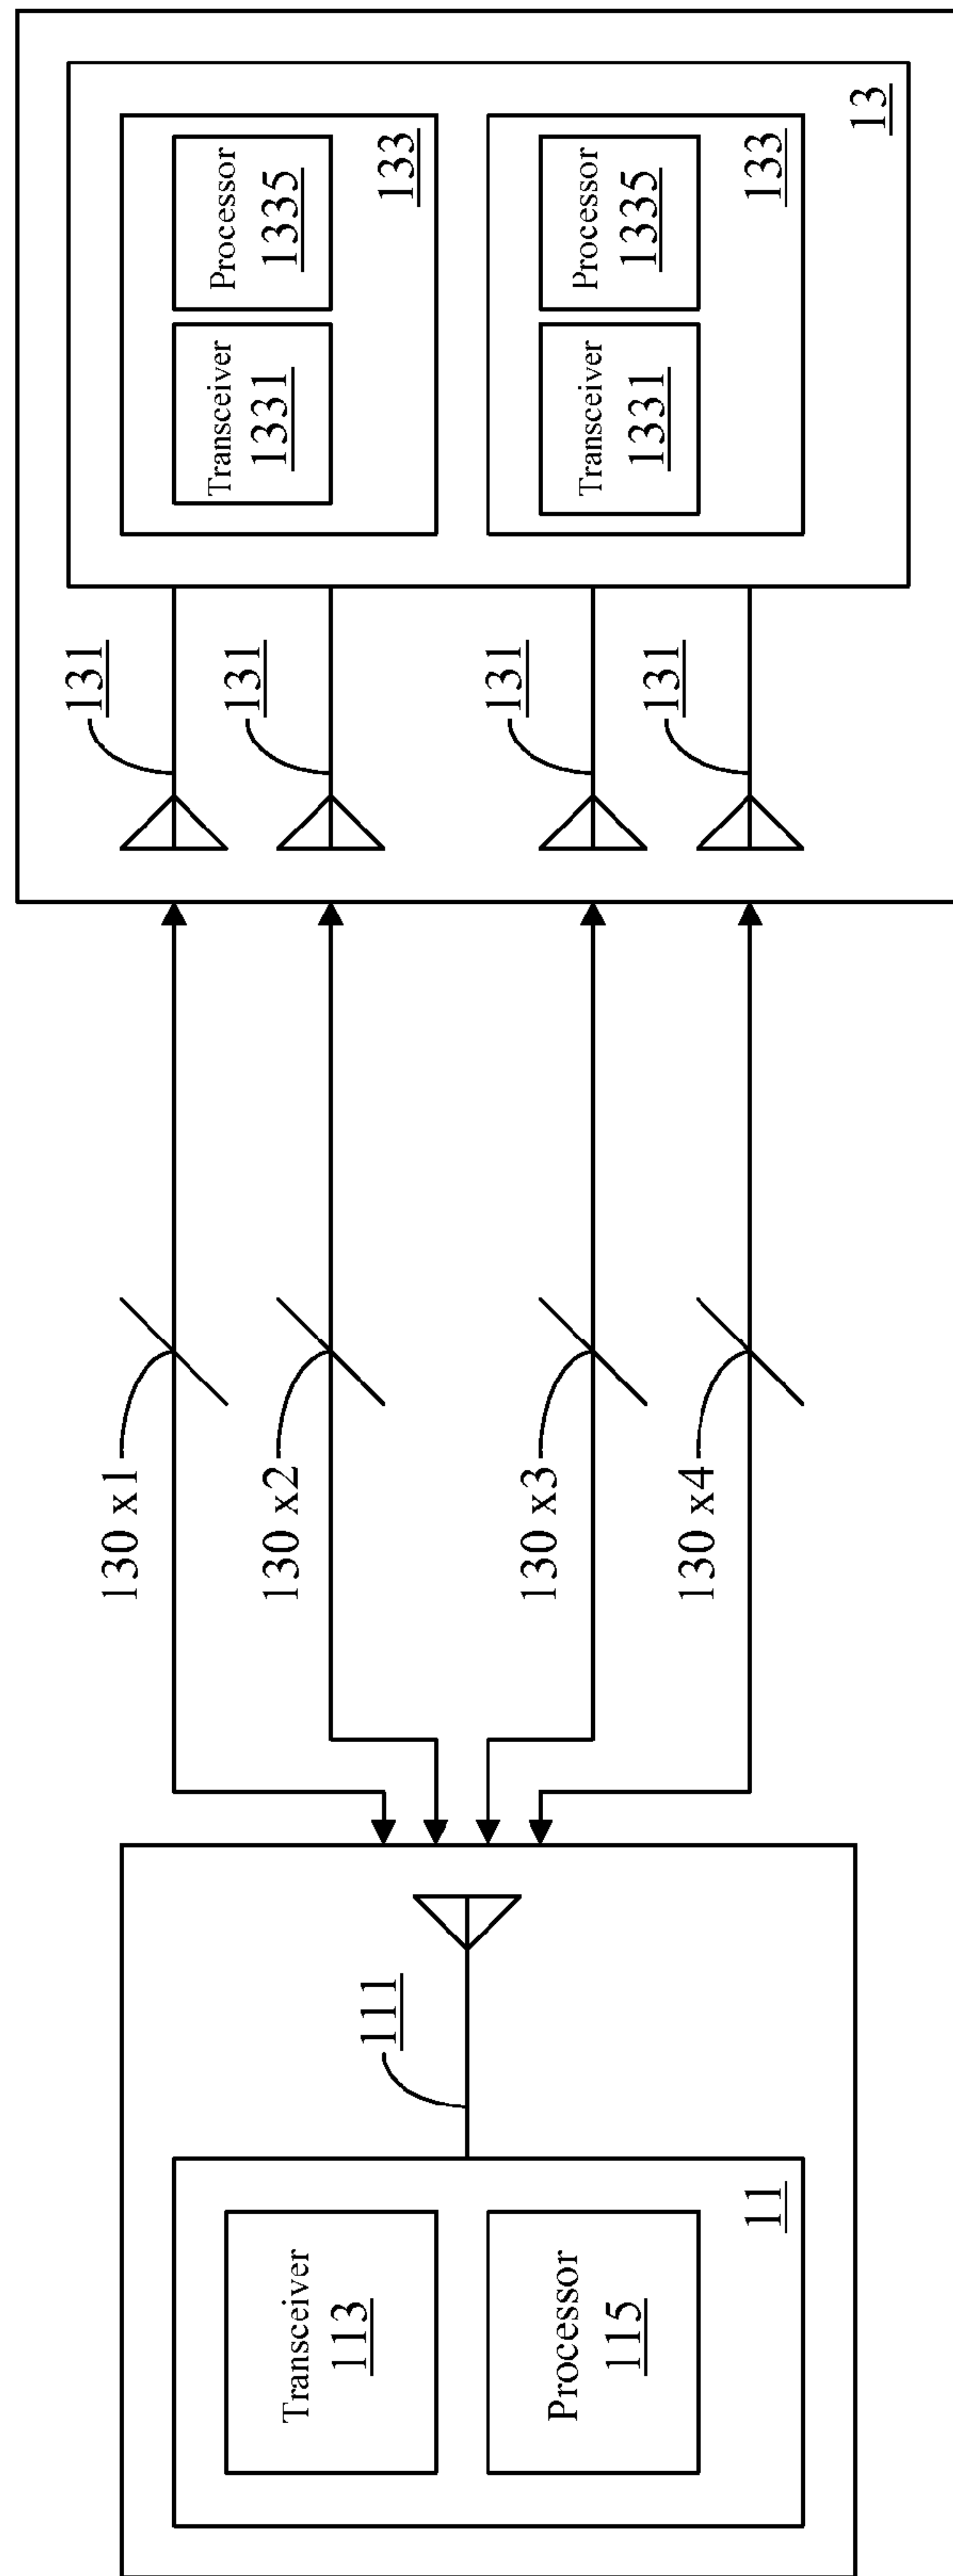 Transceiver
113
Processor
115
11
111
130 x1
130 x2
130 x3
130 x4
131
131
131
131
Transceiver
1331
Processor
1335
133
Transceiver
1331
Processor
1335
133
13